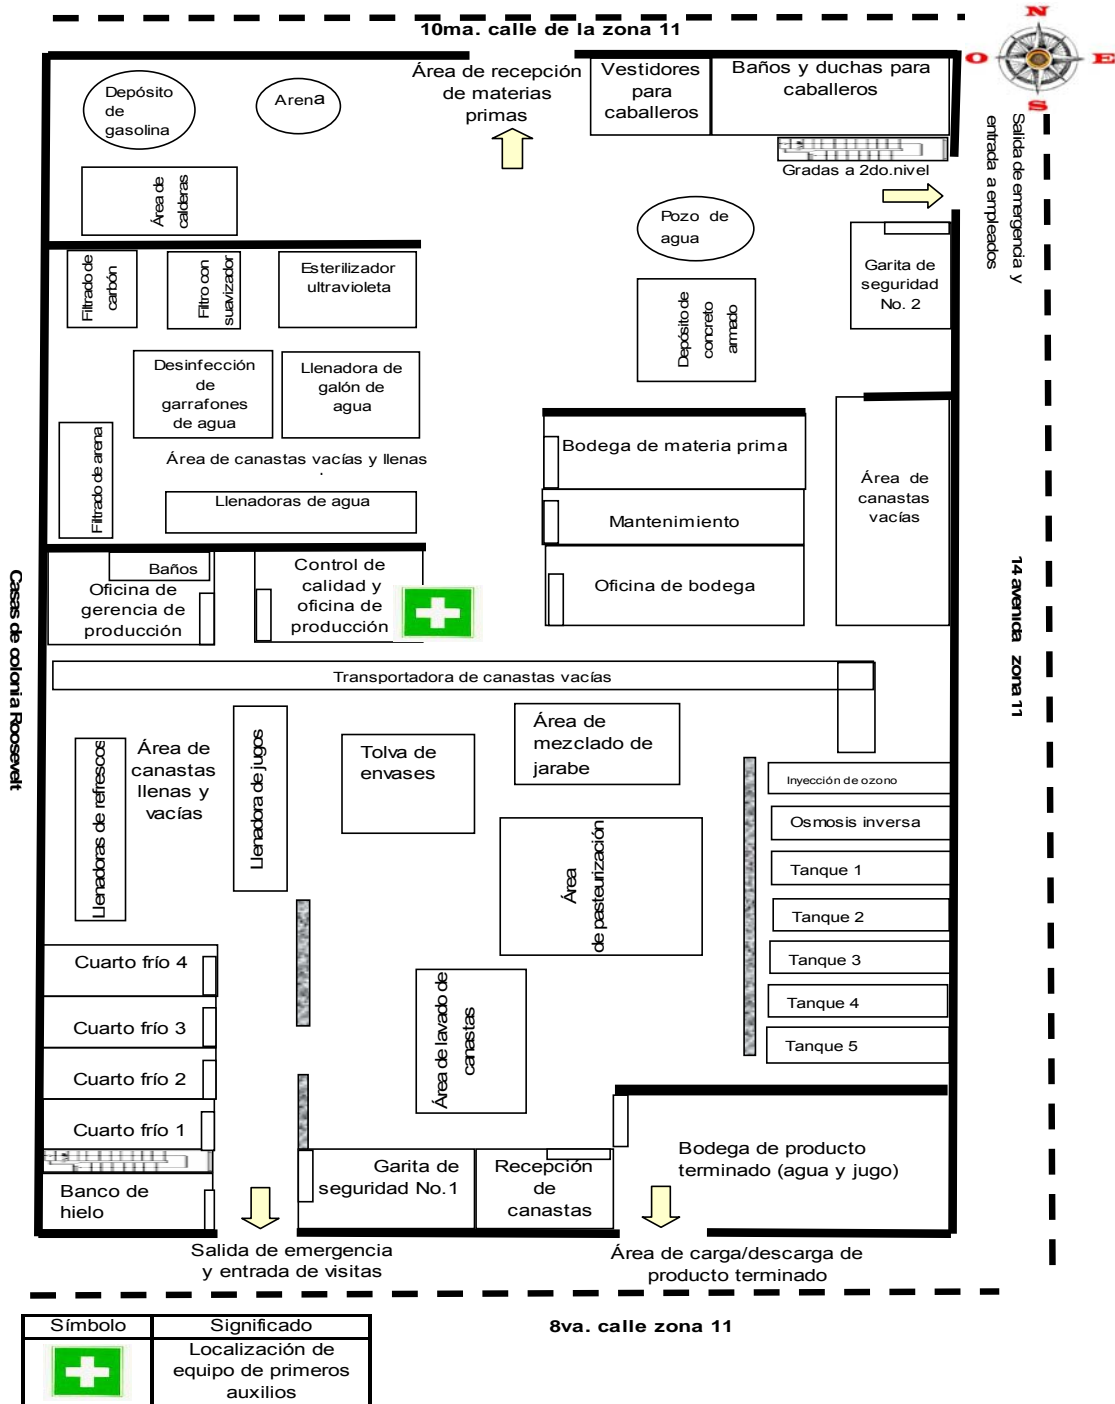 10ma. calle de la zona 11
N
O
E
S
Depósito
de
gasolina
Arena
Área de recepción
de materias
primas
Vestidores
para
caballeros
Baños y duchas para
caballeros
Gradas a 2do.nivel
Salida de emergencia y
entrada a empleados
Área de
calderas
Pozo de
agua
Garita de
seguridad
No. 2
Filtrado de
carbón
Filtro con
suavizador
Esterilizador
ultravioleta
Depósito de
concreto
armado
Desinfección
de
garrafones
de agua
Llenadora de
galón de
agua
Filtrado de arena
Área de canastas vacías y llenas
.
Llenadoras de agua
Bodega de materia prima
Mantenimiento
Oficina de bodega
Área de
canastas
vacías
Baños
Oficina de
gerencia de
producción
Control de
calidad y
oficina de
producción
Casas de colonia Roosevelt
14 avenida zona 11
Transportadora de canastas vacías
Llenadoras de refrescos
Área de
canastas
llenas y
vacías
Llenadora de jugos
Tolva de
envases
Área de
mezclado de
jarabe
Área
de pasteurización
Inyección de ozono
Osmosis inversa
Tanque 1
Tanque 2
Tanque 3
Tanque 4
Tanque 5
Cuarto frío 4
Cuarto frío 3
Cuarto frío 2
Cuarto frío 1
Área de lavado de
canastas
Banco de
hielo
Garita de
seguridad No.1
Recepción
de
canastas
Bodega de producto
terminado (agua y jugo)
Salida de emergencia
y entrada de visitas
Área de carga/descarga de
producto terminado
8va. calle zona 11
Símbolo
Significado
Localización de
equipo de primeros
auxilios